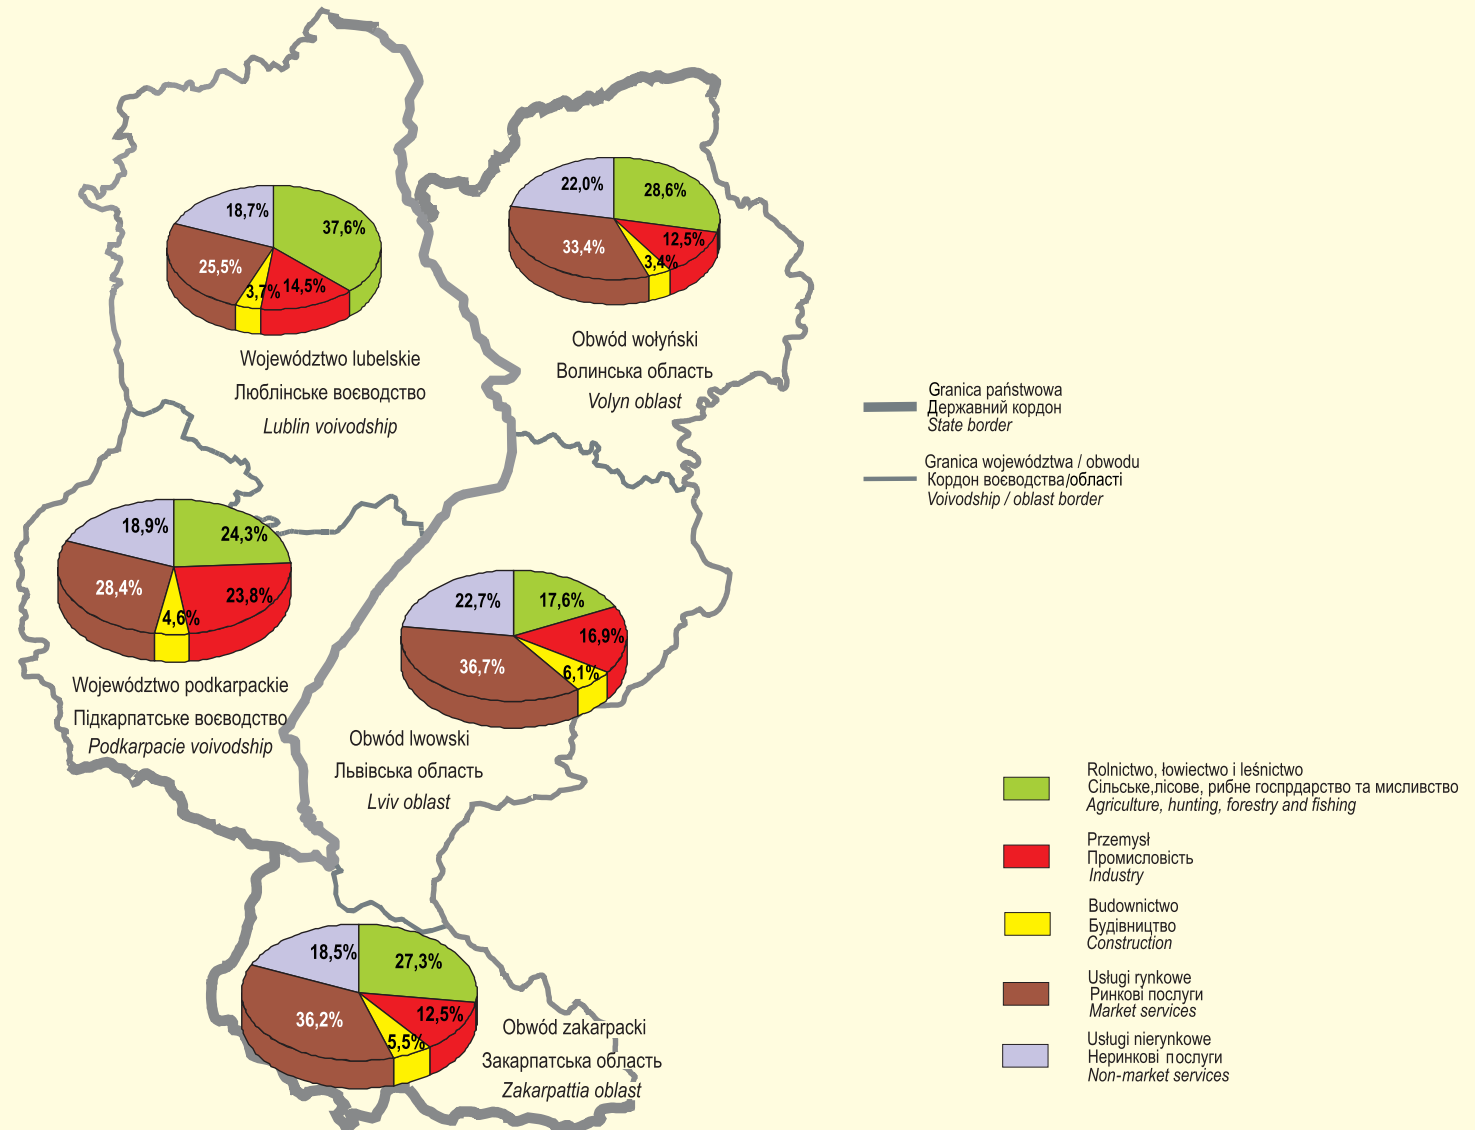 18,7%
37,6%
25,5%
3,7%
14,5%
Województwo lubelskie
Люблінське воєводство
Lublin voivodship
22,0%
28,6%
33,4%
12,5%
3,4%
Obwód wołyński
Волинська область
Volyn oblast
Granica państwowa
Державний кордон
State border
Granica województwa / obwodu
Кордон воєводства/області
Voivodship / oblast border
18,9%
24,3%
28,4%
4,6%
23,8%
Województwo podkarpackie
Підкарпатське воєводство
Podkarpacie voivodship
22,7%
17,6%
16,9%
36,7%
6,1%
Obwód lwowski
Львівська область
Lviv oblast
18,5%
27,3%
36,2%
12,5%
5,5%
Obwód zakarpacki
Закарпатська область
Zakarpattia oblast
Rolnictwo, łowiectwo i leśnictwo
Сільське,лісове, рибне госпрдарство та мисливство
Agriculture, hunting, forestry and fishing
Przemysł
Промисловість
Industry
Budownictwo
Будівництво
Construction
Usługi rynkowe
Ринкові послуги
Market services
Usługi nierynkowe
Неринкові послуги
Non-market services